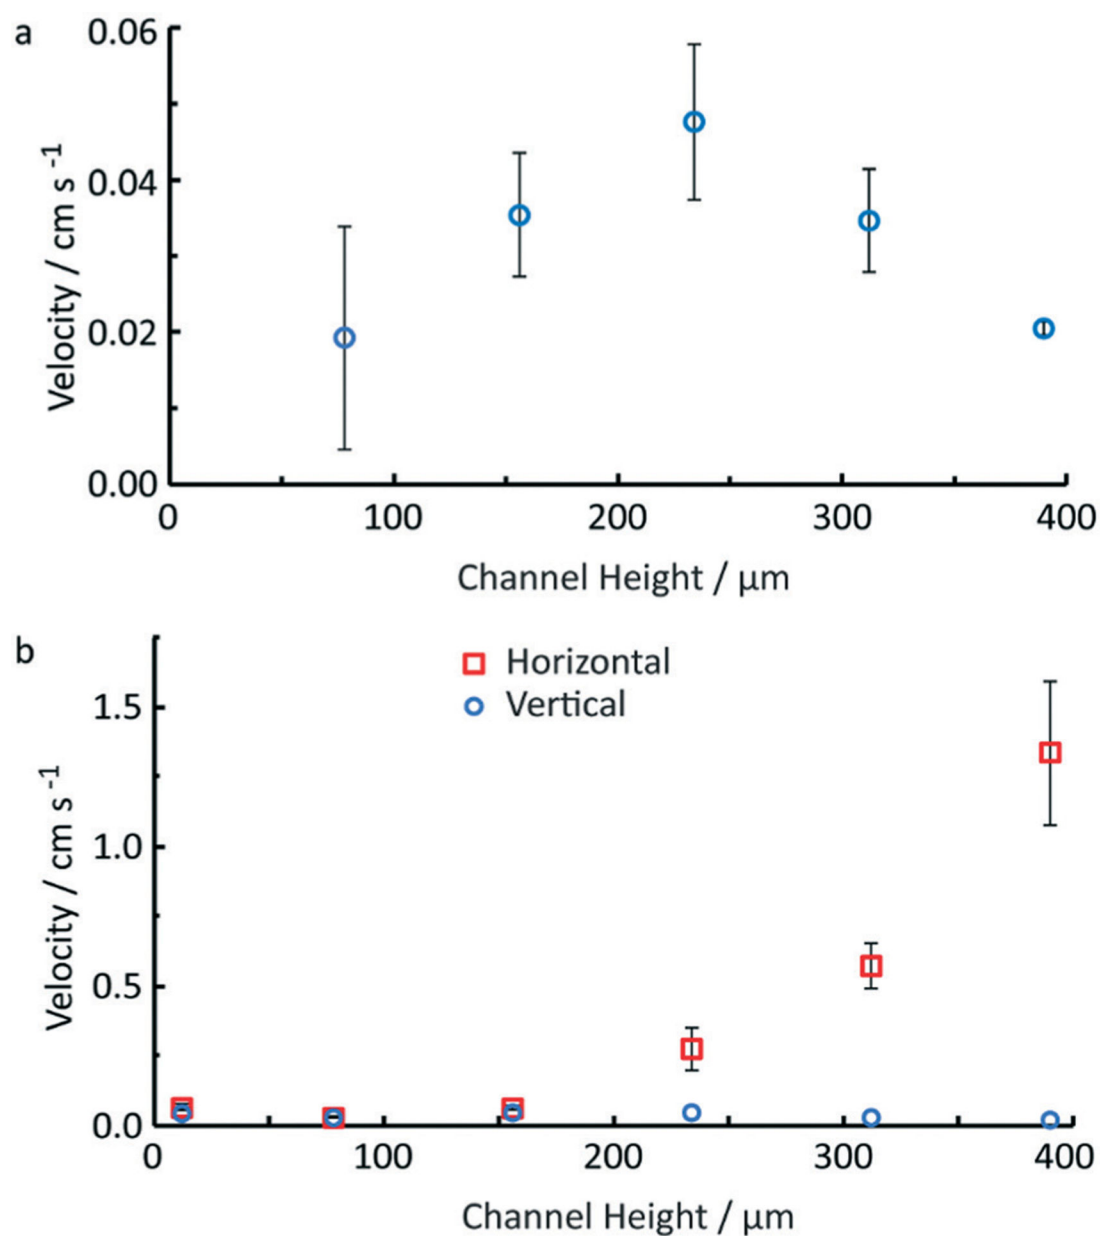 a
0.06
0.04
0.02
0.00
Velocity / cm s -1
0 100 200 300 400
Channel Height / µm
b
Horizontal
Vertical
1.5
1.0
0.5
0.0
Velocity / cm s -1
0 100 200 300 400
Channel Height / µm